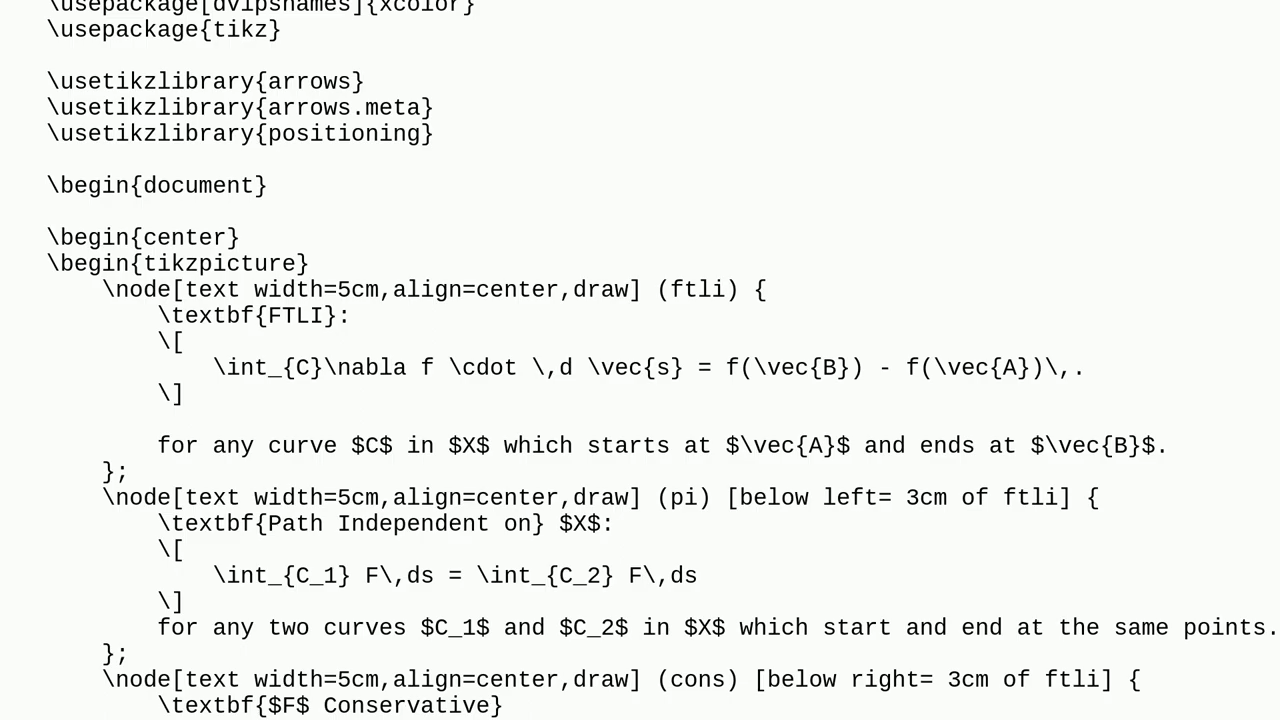 \usepackage[dvipsnames]{xcolor}
\usepackage{tikz}
\usetikzlibrary{arrows}
\usetikzlibrary{arrows.meta}
\usetikzlibrary{positioning}
\begin{document}
\begin{center}
\begin{tikzpicture}
\node[text width=5cm,align=center,draw] (ftli) {
\textbf{FTLI}:
\[
\int_{C}\nabla f \cdot \,d \vec{s} = f(\vec{B}) - f(\vec{A})\,.
\]
for any curve $C$ in $X$ which starts at $\vec{A}$ and ends at $\vec{B}$.
};
\node[text width=5cm,align=center,draw] (pi) [below left= 3cm of ftli] {
\textbf{Path Independent on} $X$:
\[
\int_{C_1} F\,ds = \int_{C_2} F\,ds
\]
for any two curves $C_1$ and $C_2$ in $X$ which start and end at the same points.
};
\node[text width=5cm,align=center,draw] (cons) [below right= 3cm of ftli] {
\textbf{$F$ Conservative}